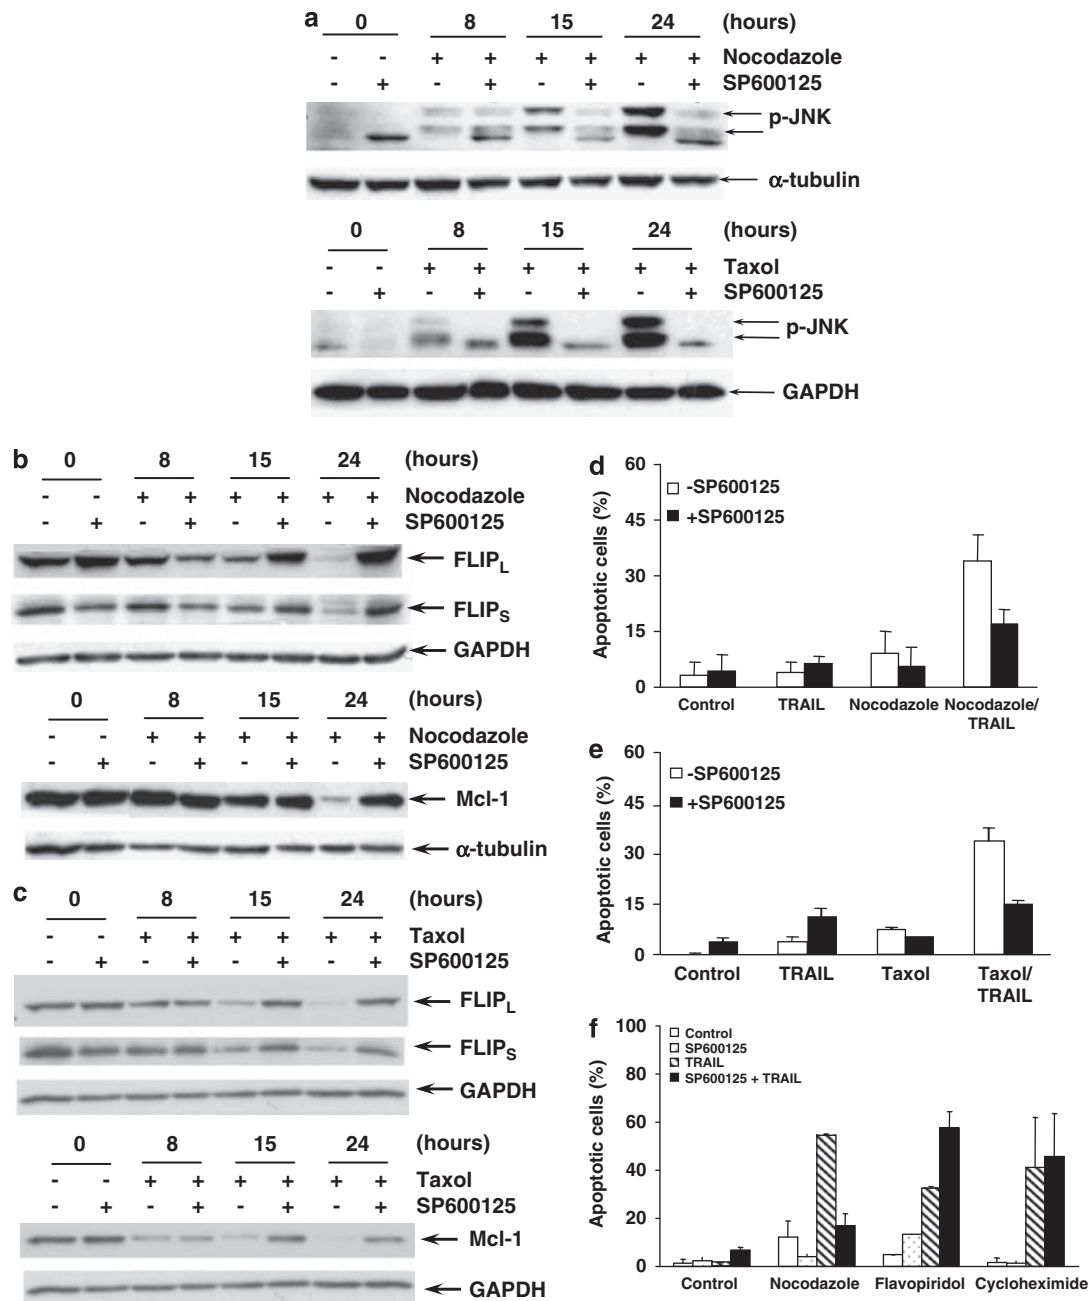 a
0 8 15 24 (hours)
- - + + + + + + Nocodazole
- + - + - + - + SP600125
p-JNK
α-tubulin
0 8 15 24 (hours)
- - + + + + + + Taxol
- + - + - + - + SP600125
p-JNK
GAPDH
b
0 8 15 24 (hours)
- - + + + + + + Nocodazole
- + - + - + - + SP600125
FLIPL
FLIPS
GAPDH
0 8 15 24 (hours)
- - + + + + + + Nocodazole
- + - + - + - + SP600125
Mcl-1
α-tubulin
c
0 8 15 24 (hours)
- - + + + + + + Taxol
- + - + - + - + SP600125
FLIPL
FLIPS
GAPDH
0 8 15 24 (hours)
- - + + + + + + Taxol
- + - + - + - + SP600125
Mcl-1
GAPDH
d
Apoptotic cells (%)
60
45
30
15
0
-SP600125
+SP600125
Control TRAIL Nocodazole Nocodazole/
TRAIL
e
Apoptotic cells (%)
60
45
30
15
0
-SP600125
+SP600125
Control TRAIL Taxol Taxol/
TRAIL
f
Apoptotic cells (%)
100
80
60
40
20
0
Control
SP600125
TRAIL
SP600125 + TRAIL
Control Nocodazole Flavopiridol Cycloheximide